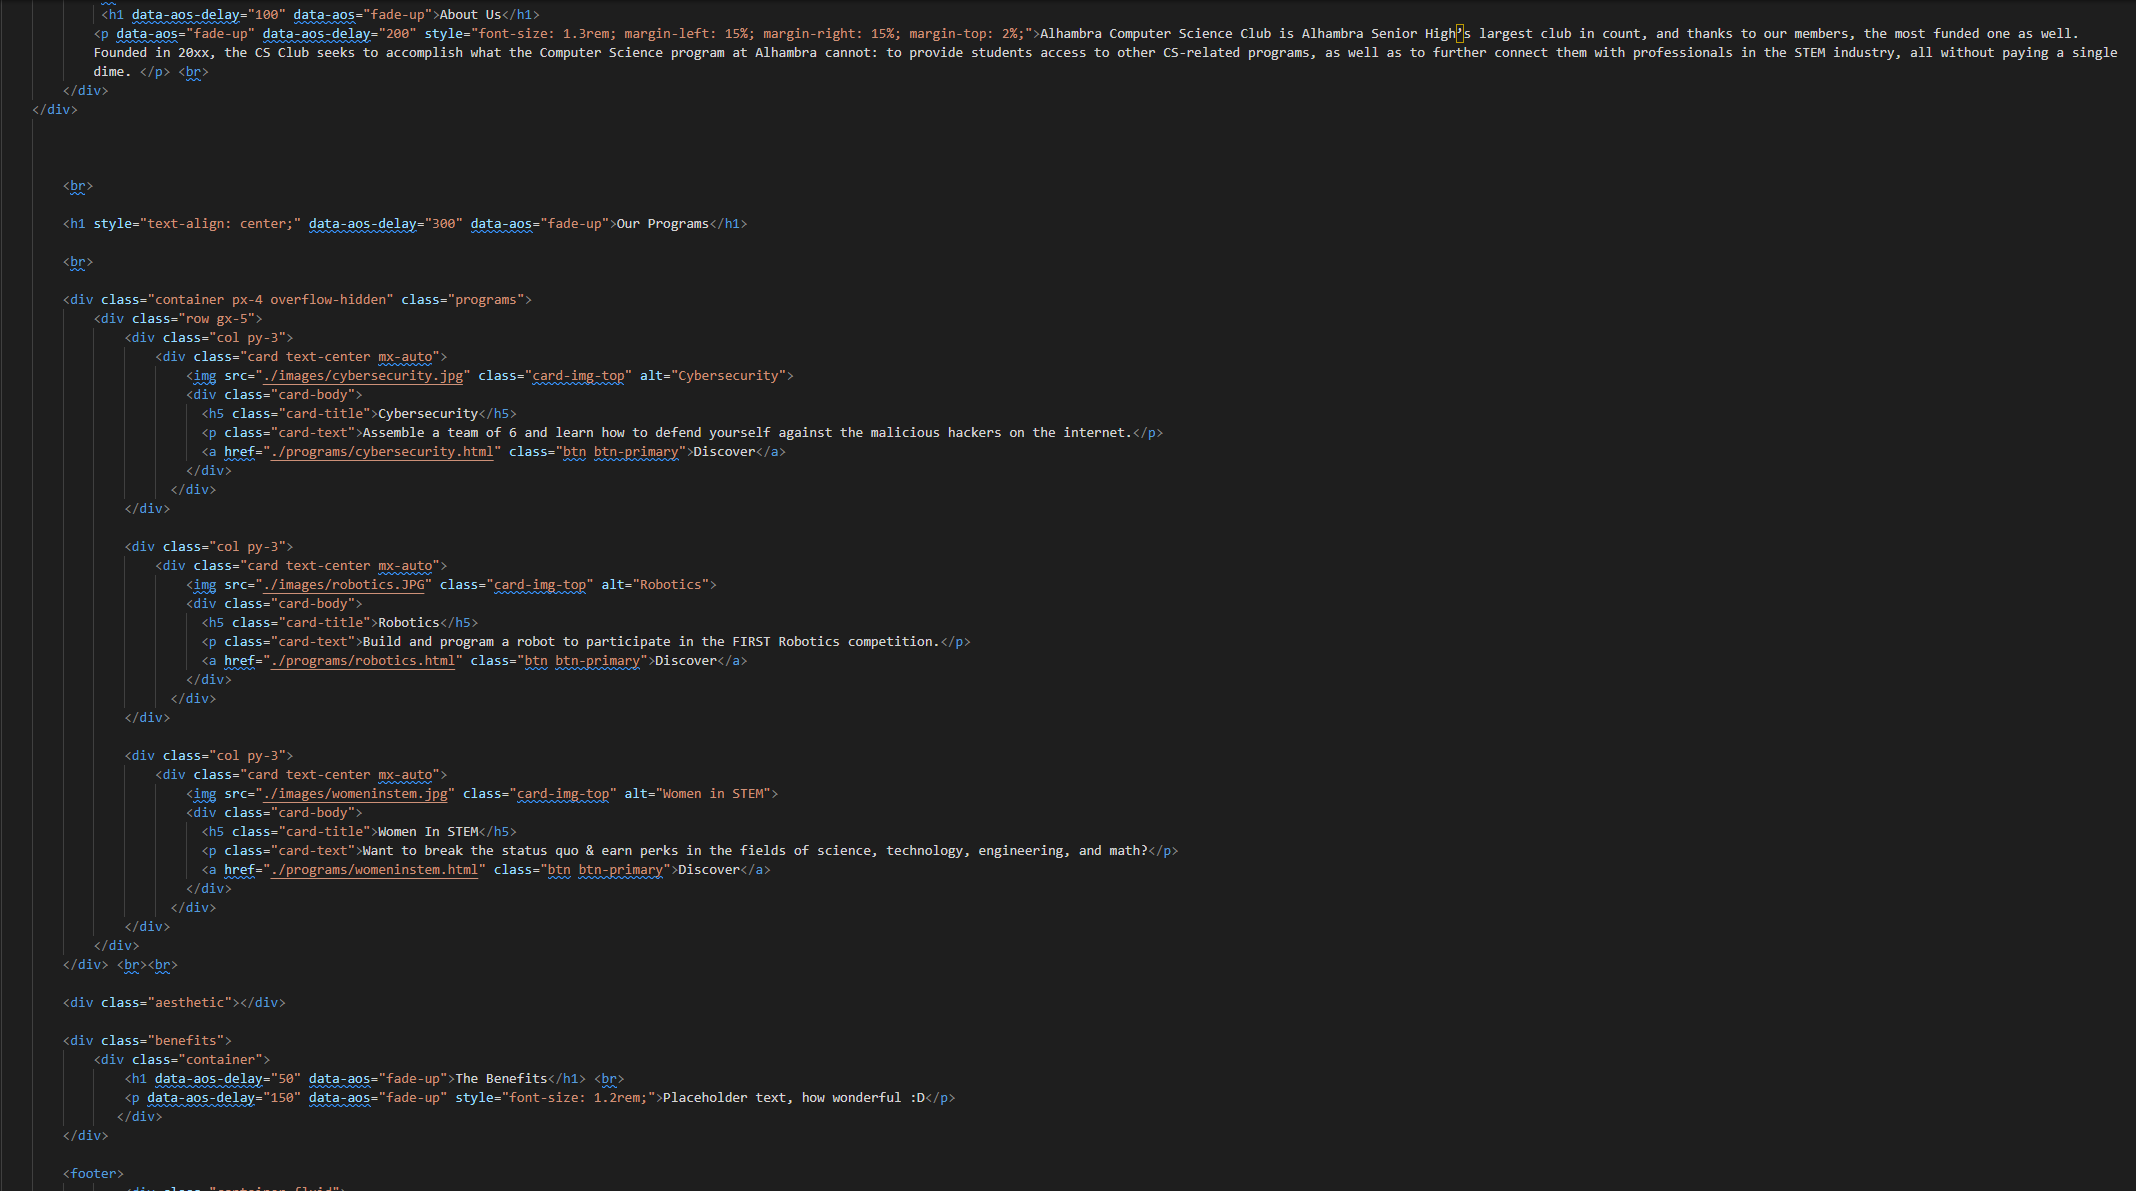 <h1 data-aos-delay="100" data-aos="fade-up">About Us</h1>
<p data-aos="fade-up" data-aos-delay="200" style="font-size: 1.3rem; margin-left: 15%; margin-right: 15%; margin-top: 2%;">Alhambra Computer Science Club is Alhambra Senior High’s largest club in count, and thanks to our members, the most funded one as well.
Founded in 20xx, the CS Club seeks to accomplish what the Computer Science program at Alhambra cannot: to provide students access to other CS-related programs, as well as to further connect them with professionals in the STEM industry, all without paying a single
dime. </p> <br>
</div>
</div>
<br>
<h1 style="text-align: center;" data-aos-delay="300" data-aos="fade-up">Our Programs</h1>
<br>
<div class="container px-4 overflow-hidden" class="programs">
<div class="row gx-5">
<div class="col py-3">
<div class="card text-center mx-auto">
<img src="./images/cybersecurity.jpg" class="card-img-top" alt="Cybersecurity">
<div class="card-body">
<h5 class="card-title">Cybersecurity</h5>
<p class="card-text">Assemble a team of 6 and learn how to defend yourself against the malicious hackers on the internet.</p>
<a href="./programs/cybersecurity.html" class="btn btn-primary">Discover</a>
</div>
</div>
</div>
<div class="col py-3">
<div class="card text-center mx-auto">
<img src="./images/robotics.JPG" class="card-img-top" alt="Robotics">
<div class="card-body">
<h5 class="card-title">Robotics</h5>
<p class="card-text">Build and program a robot to participate in the FIRST Robotics competition.</p>
<a href="./programs/robotics.html" class="btn btn-primary">Discover</a>
</div>
</div>
</div>
<div class="col py-3">
<div class="card text-center mx-auto">
<img src="./images/womeninstem.jpg" class="card-img-top" alt="Women in STEM">
<div class="card-body">
<h5 class="card-title">Women In STEM</h5>
<p class="card-text">Want to break the status quo & earn perks in the fields of science, technology, engineering, and math?</p>
<a href="./programs/womeninstem.html" class="btn btn-primary">Discover</a>
</div>
</div>
</div>
</div>
</div> <br><br>
<div class="aesthetic"></div>
<div class="benefits">
<div class="container">
<h1 data-aos-delay="50" data-aos="fade-up">The Benefits</h1> <br>
<p data-aos-delay="150" data-aos="fade-up" style="font-size: 1.2rem;">Placeholder text, how wonderful :D</p>
</div>
</div>
<footer>
<div class="container-fluid">